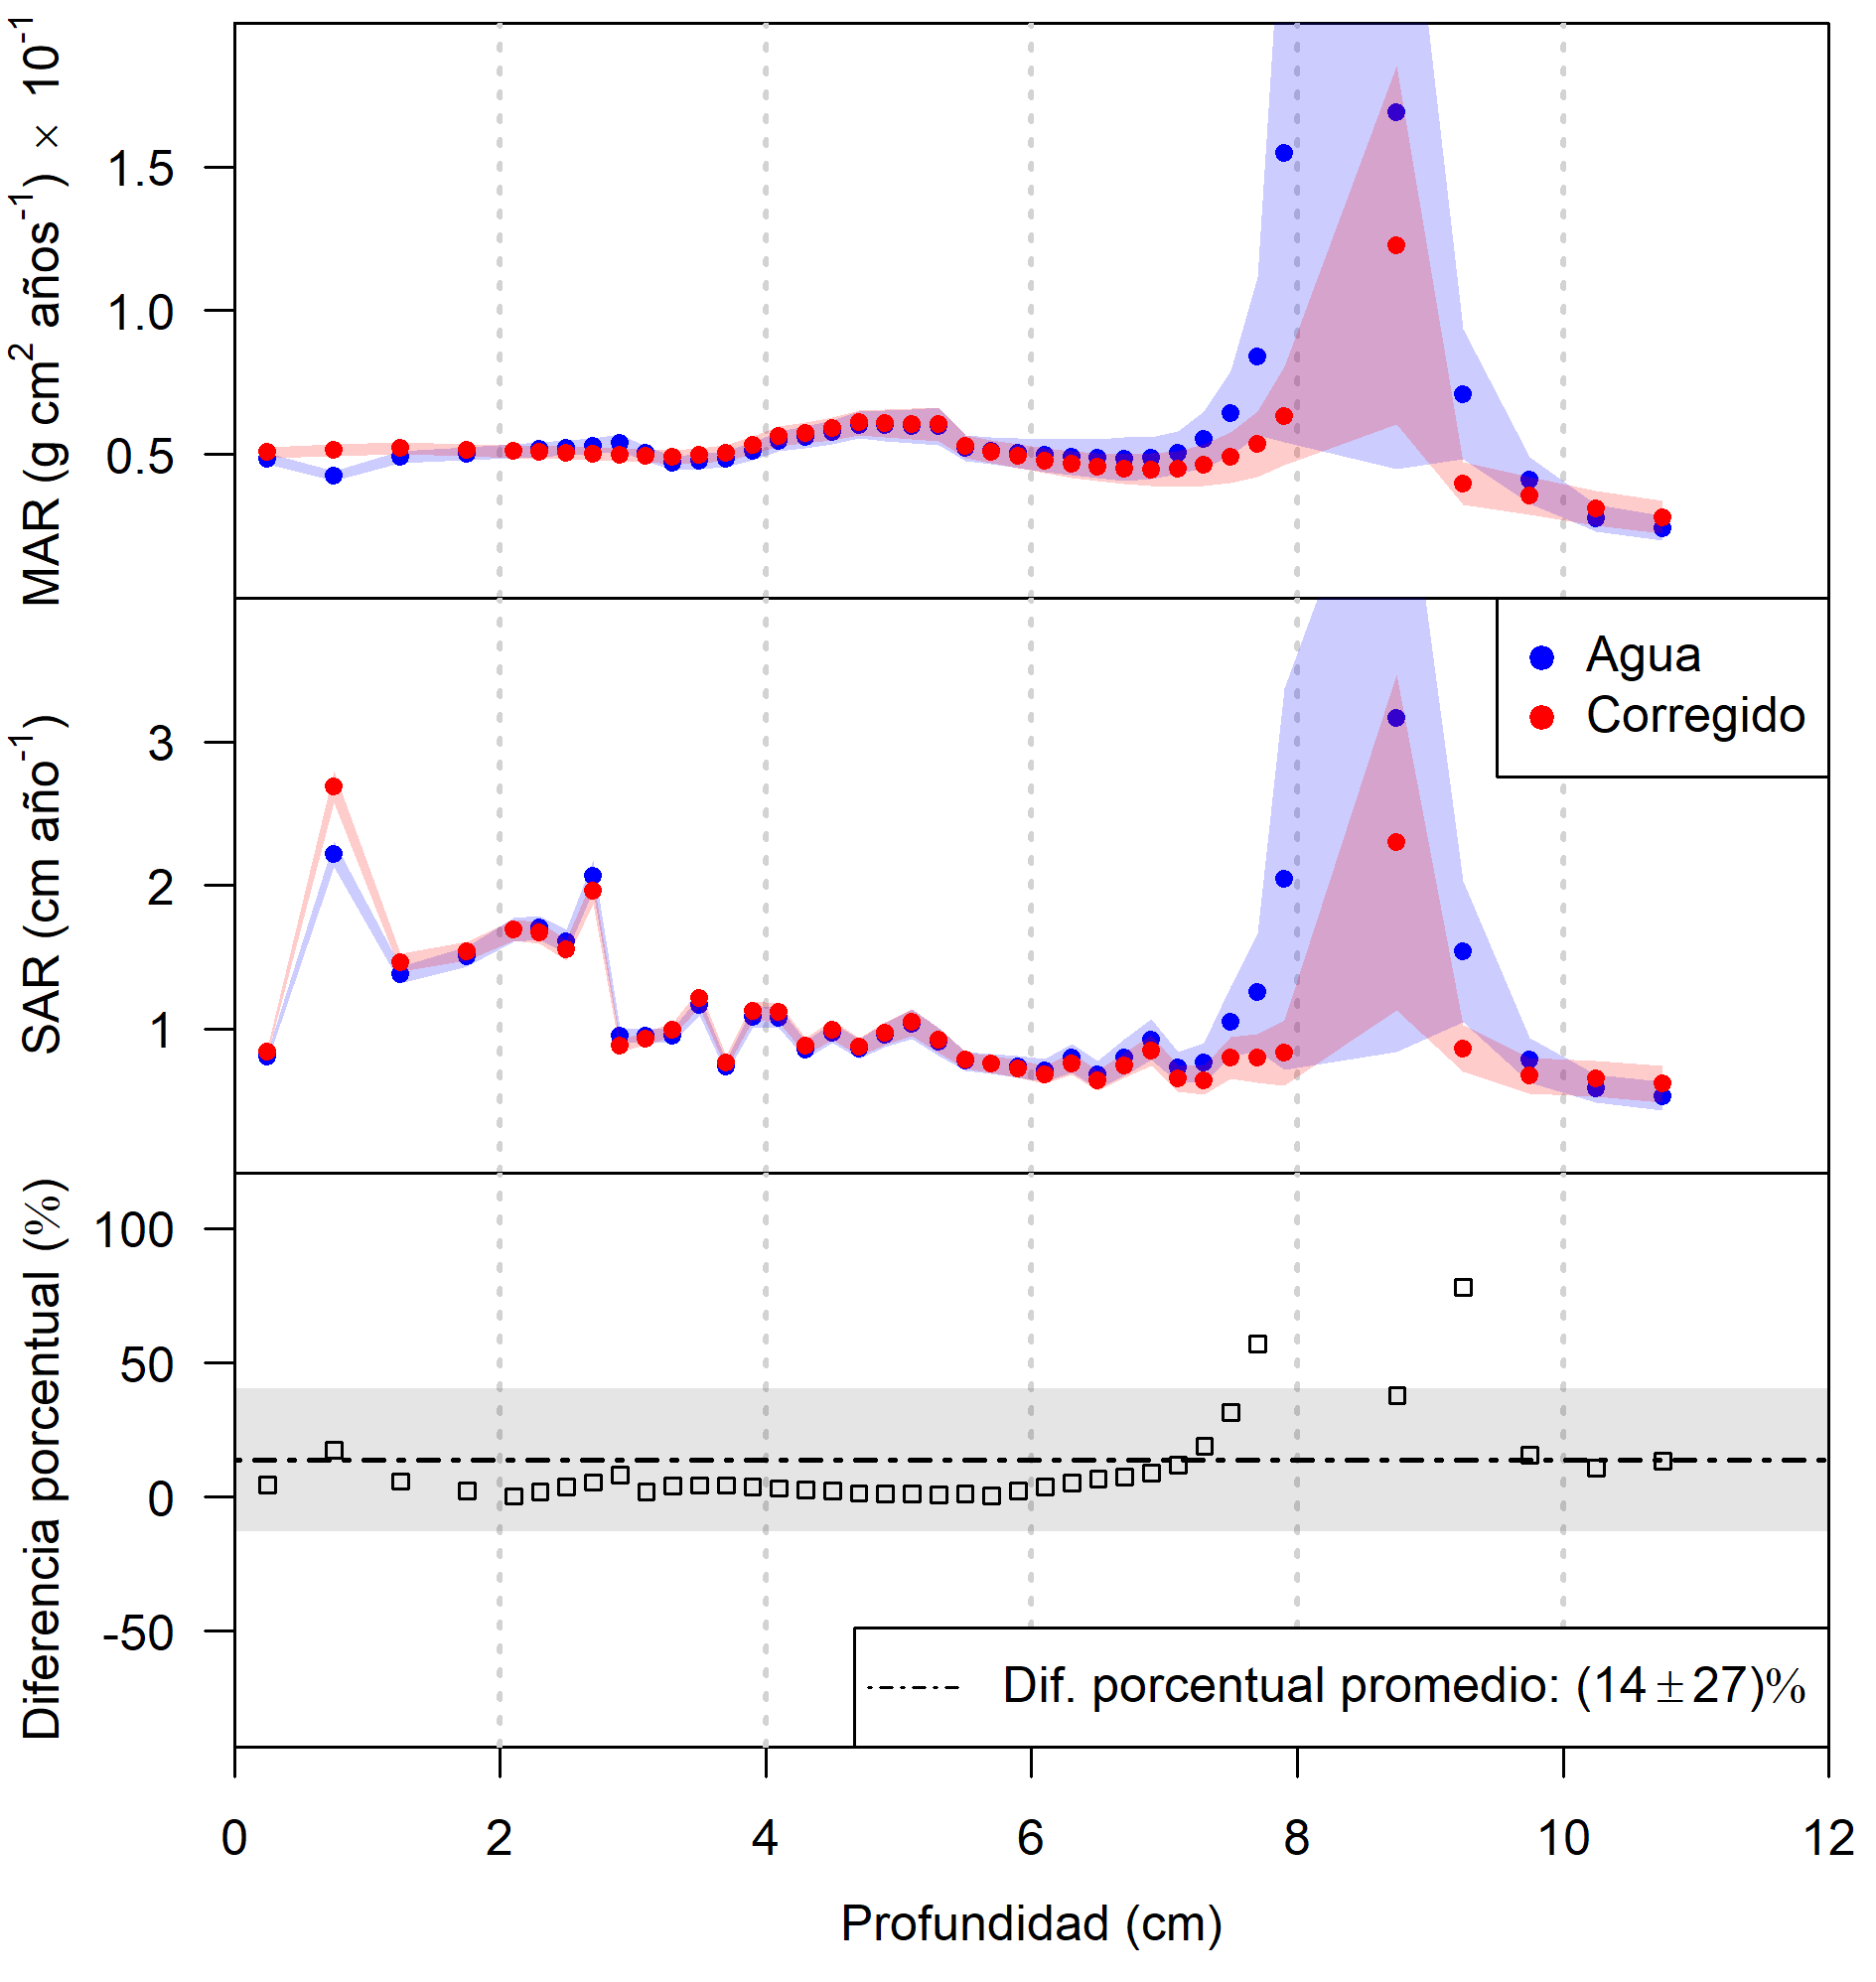 MAR (g cm² años⁻¹) × 10⁻¹
1.5
1.0
0.5
SAR (cm año⁻¹)
3
2
1
Agua
Corregido
Diferencia porcentual (%)
100
50
0
-50
Dif. porcentual promedio: (14 ± 27)%
0 2 4 6 8 10 12
Profundidad (cm)